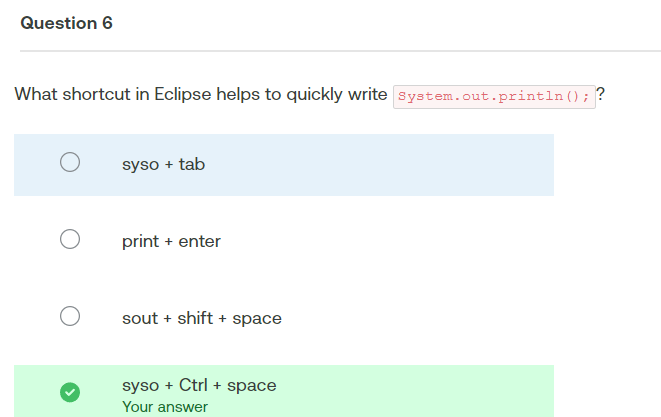 Question 6
What shortcut in Eclipse helps to quickly write System.out.println(); ?
syso + tab
print + enter
sout + shift + space
syso + Ctrl + space
Your answer